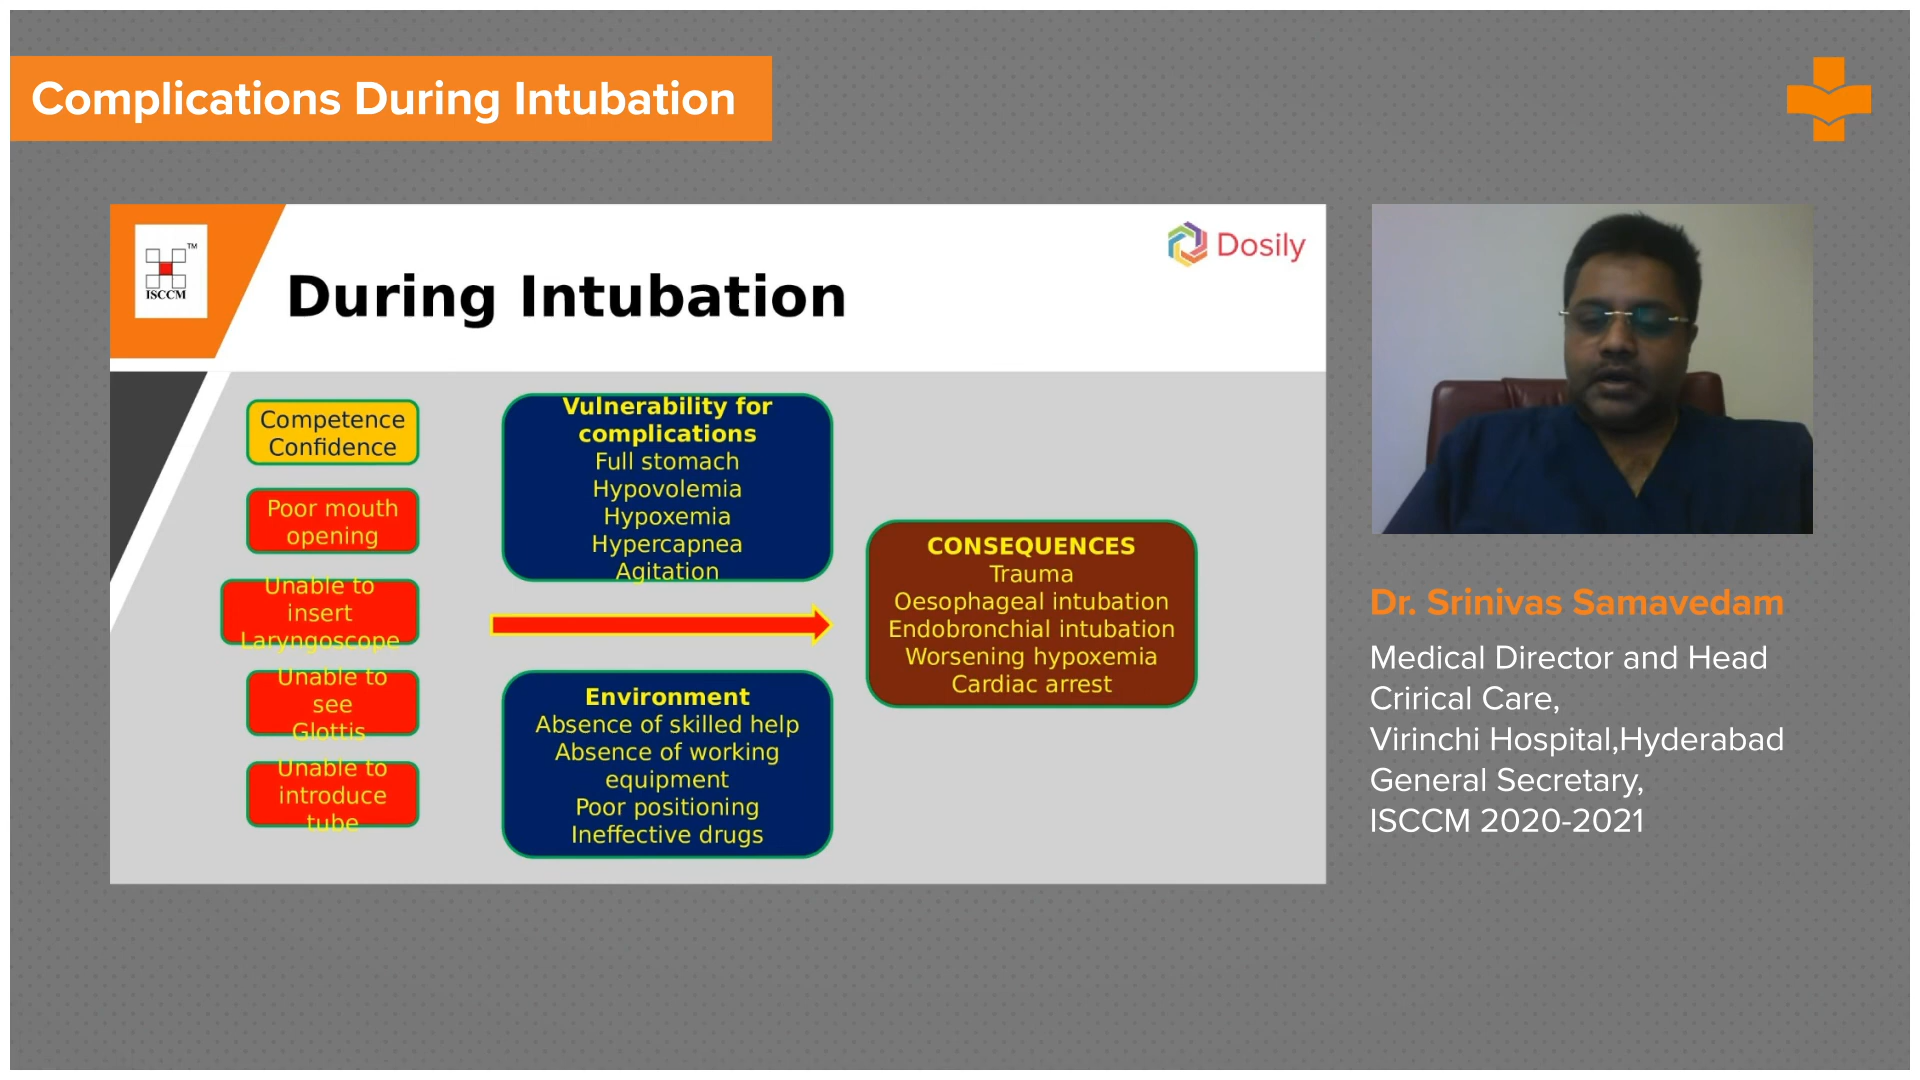 Complications During Intubation
TM
ISCCM
During Intubation
Dosily
Competence
Confidence
Poor mouth
opening
Unable to
insert
Laryngoscope
Unable to
see
Glottis
Unable to
introduce
tube
Vulnerability for
complications
Full stomach
Hypovolemia
Hypoxemia
Hypercapnea
Agitation
Environment
Absence of skilled help
Absence of working
equipment
Poor positioning
Ineffective drugs
CONSEQUENCES
Trauma
Oesophageal intubation
Endobronchial intubation
Worsening hypoxemia
Cardiac arrest
Dr. Srinivas Samavedam
Medical Director and Head
Crirical Care,
Virinchi Hospital,Hyderabad
General Secretary,
ISCCM 2020-2021